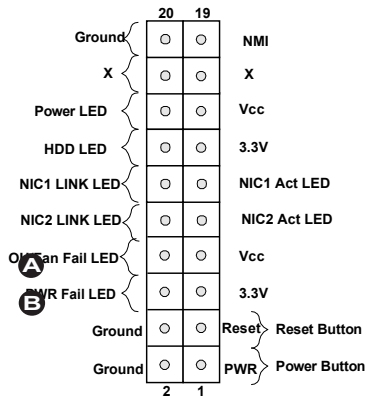 20 19
Ground NMI
X X
Power LED Vcc
HDD LED 3.3V
NIC1 LINK LED NIC1 Act LED
NIC2 LINK LED NIC2 Act LED
A Fan Fail LED Vcc
B Fail LED 3.3V
Ground Reset Reset Button
Ground PWR Power Button
2 1